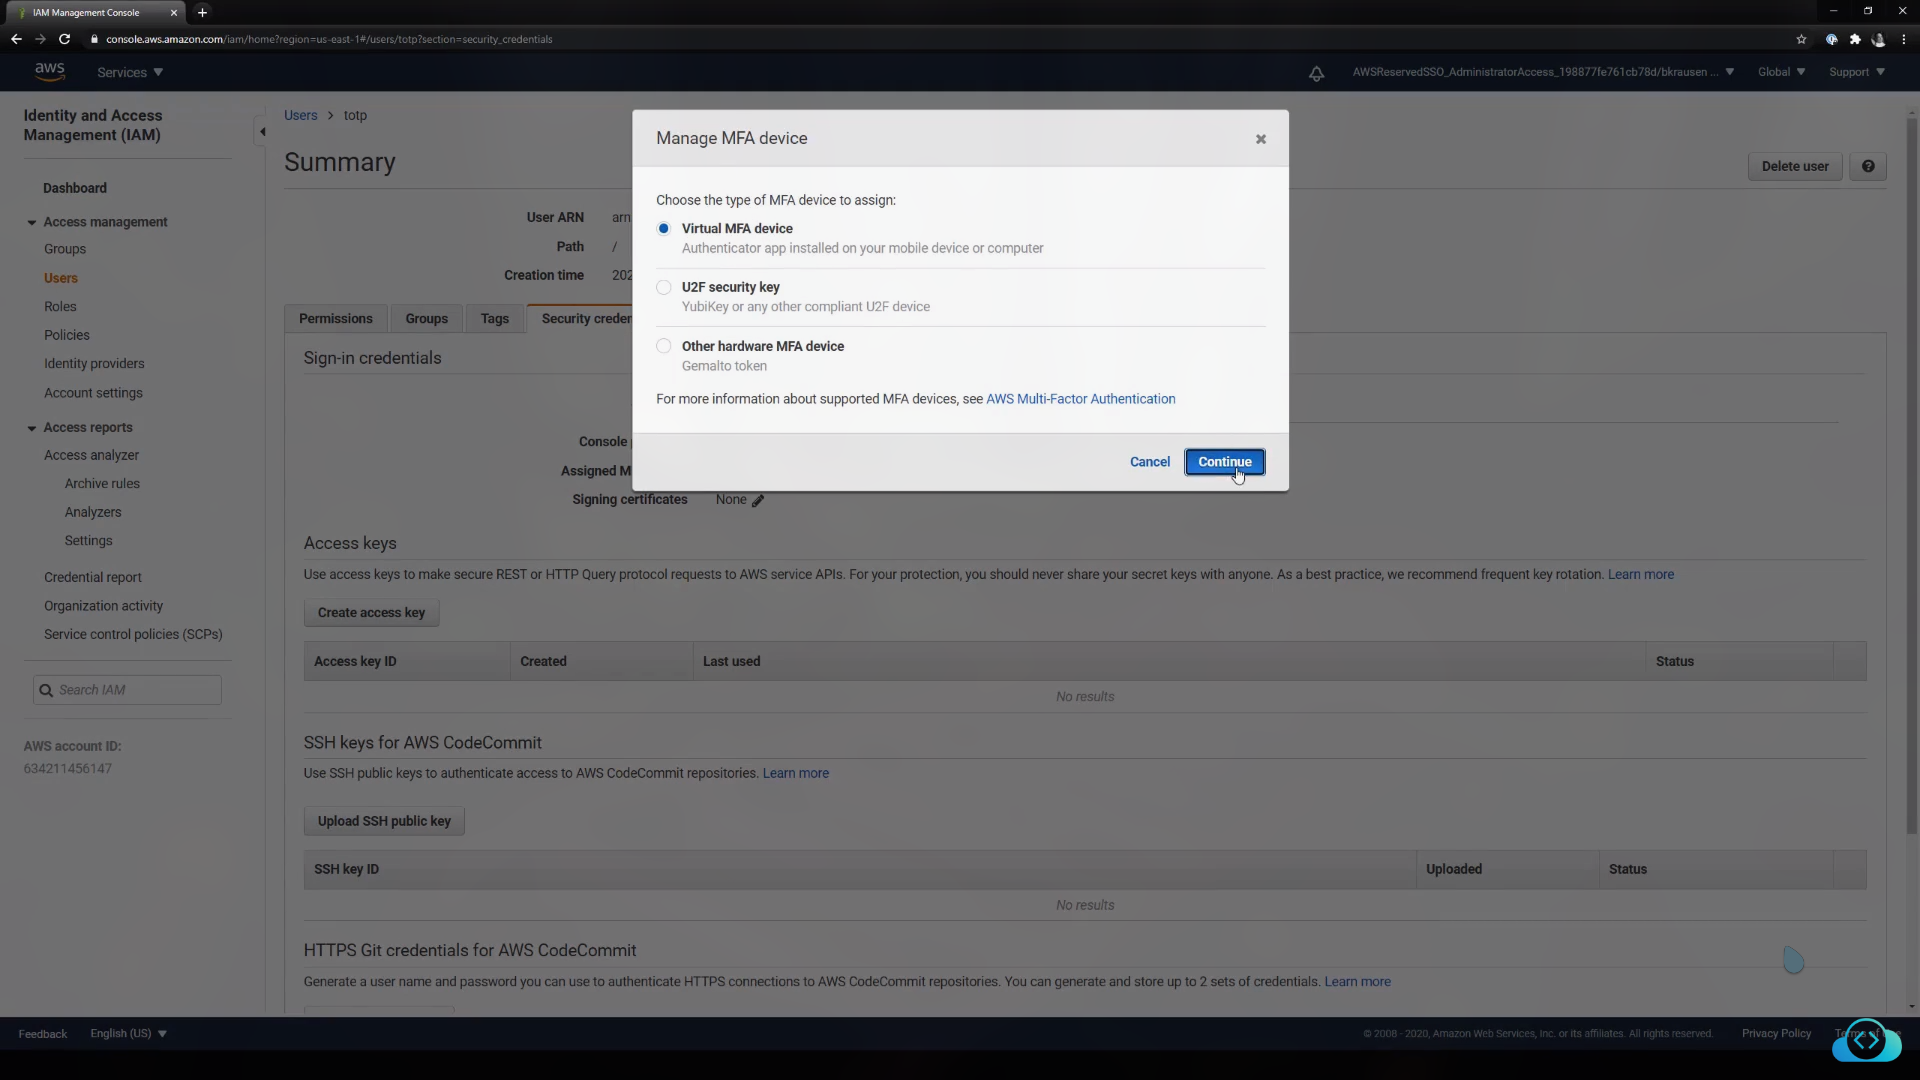 IAM Management Console
console.aws.amazon.com/iam/home?region=us-east-1#/users/totp?section=security_credentials
aws
Services
AWSReservedSSO_AdministratorAccess_198877fe761cb78d/bkrausen ...
Global
Support
Identity and Access
Management (IAM)
Dashboard
Access management
Groups
Users
Roles
Policies
Identity providers
Account settings
Access reports
Access analyzer
Archive rules
Analyzers
Settings
Credential report
Organization activity
Service control policies (SCPs)
Search IAM
AWS account ID:
634211456147
Users > totp
Summary
Delete user
User ARN arn
Path /
Creation time 202
Permissions
Groups
Tags
Security creden
Sign-in credentials
Console p
Assigned M
Signing certificates None
Manage MFA device
Choose the type of MFA device to assign:
Virtual MFA device
Authenticator app installed on your mobile device or computer
U2F security key
YubiKey or any other compliant U2F device
Other hardware MFA device
Gemalto token
For more information about supported MFA devices, see AWS Multi-Factor Authentication
Cancel
Continue
Access keys
Use access keys to make secure REST or HTTP Query protocol requests to AWS service APIs. For your protection, you should never share your secret keys with anyone. As a best practice, we recommend frequent key rotation. Learn more
Create access key
Access key ID Created Last used Status
No results
SSH keys for AWS CodeCommit
Use SSH public keys to authenticate access to AWS CodeCommit repositories. Learn more
Upload SSH public key
SSH key ID Uploaded Status
No results
HTTPS Git credentials for AWS CodeCommit
Generate a user name and password you can use to authenticate HTTPS connections to AWS CodeCommit repositories. You can generate and store up to 2 sets of credentials. Learn more
Feedback
English (US)
© 2008 - 2020, Amazon Web Services, Inc. or its affiliates. All rights reserved.
Privacy Policy
Terms of